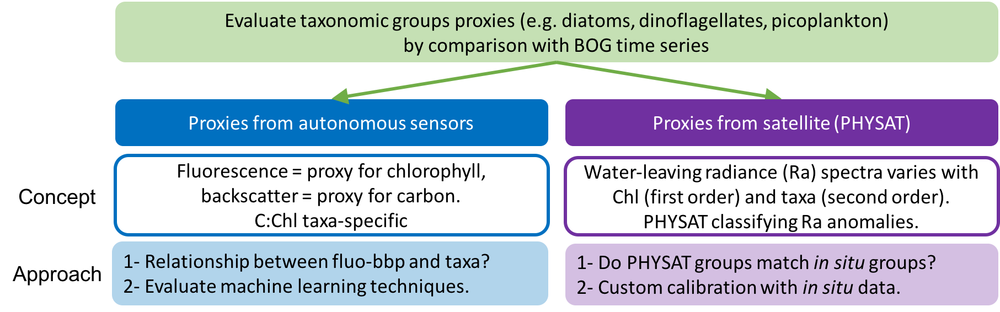 Evaluate taxonomic groups proxies (e.g. diatoms, dinoflagellates, picoplankton)
by comparison with BOG time series
Proxies from autonomous sensors
Proxies from satellite (PHYSAT)
Concept
Fluorescence = proxy for chlorophyll,
backscatter = proxy for carbon.
C:Chl taxa-specific
Water-leaving radiance (Ra) spectra varies with
Chl (first order) and taxa (second order).
PHYSAT classifying Ra anomalies.
Approach
1- Relationship between fluo-bbp and taxa?
2- Evaluate machine learning techniques.
1- Do PHYSAT groups match in situ groups?
2- Custom calibration with in situ data.